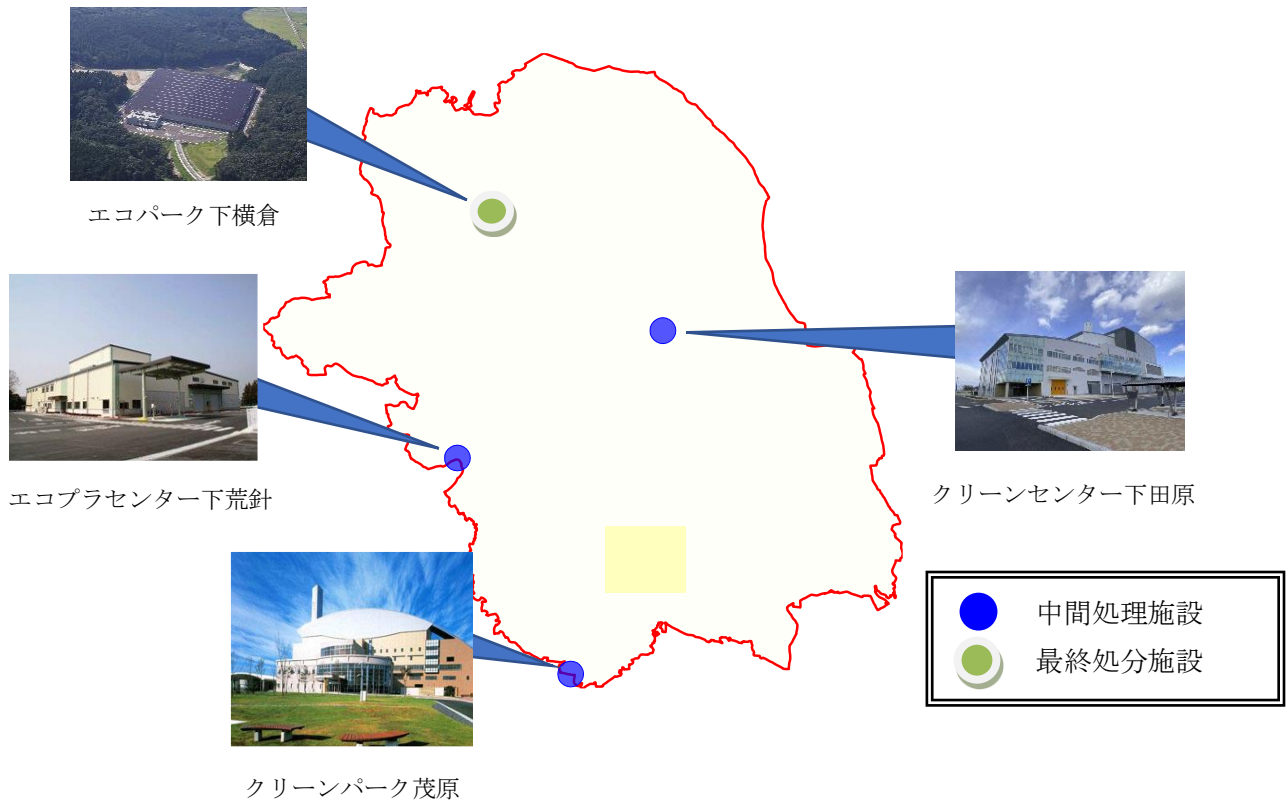 エコパーク下横倉
エコプラセンター下荒針
クリーンセンター下田原
クリーンパーク茂原
中間処理施設
最終処分施設